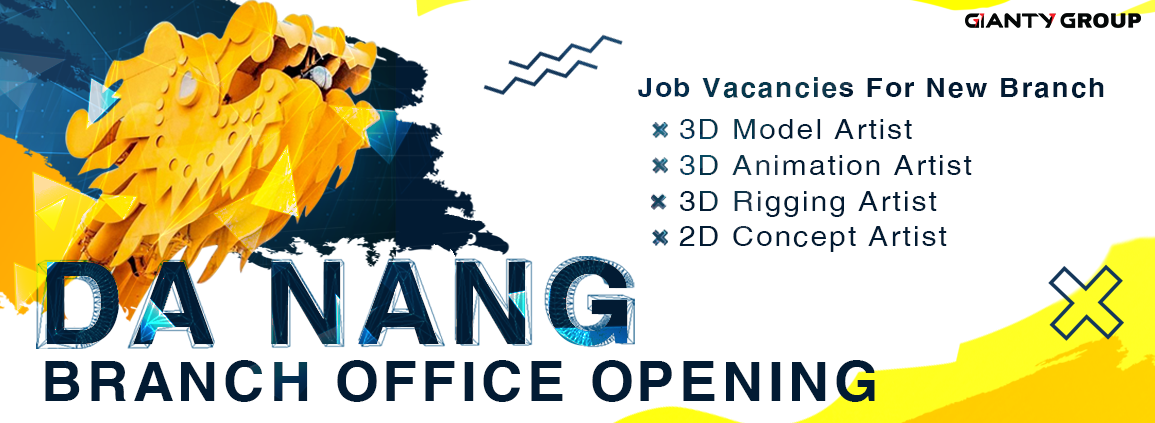 GIANTY GROUP
Job Vacancies For New Branch
3D Model Artist
3D Animation Artist
3D Rigging Artist
2D Concept Artist
DA NANG
BRANCH OFFICE OPENING